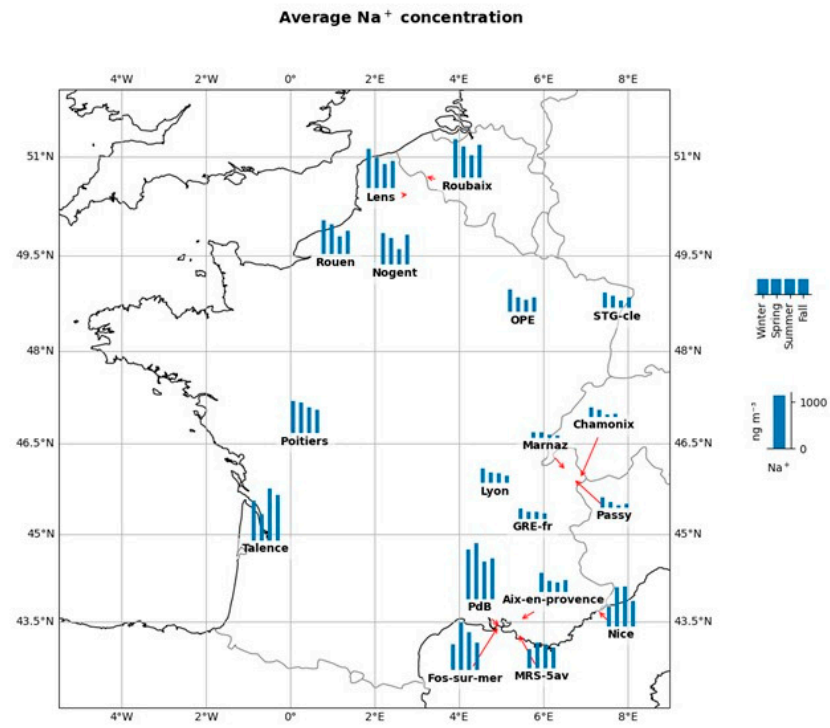 Average Na⁺ concentration
4°W 2°W 0° 2°E 4°E 6°E 8°E
51°N 51°N
Roubaix
Lens
Rouen
49.5°N 49.5°N
Nogent
OPE
STG-cle
Winter
Spring
Summer
Fall
48°N 48°N
1000
ng m⁻³
0
Na⁺
Chamonix
Poitiers
Marnaz
46.5°N 46.5°N
Lyon
Passy
GRE-fr
45°N 45°N
Talence
Aix-en-provence
PdB
43.5°N 43.5°N
Nice
Fos-sur-mer
MRS-5av
4°W 2°W 0° 2°E 4°E 6°E 8°E